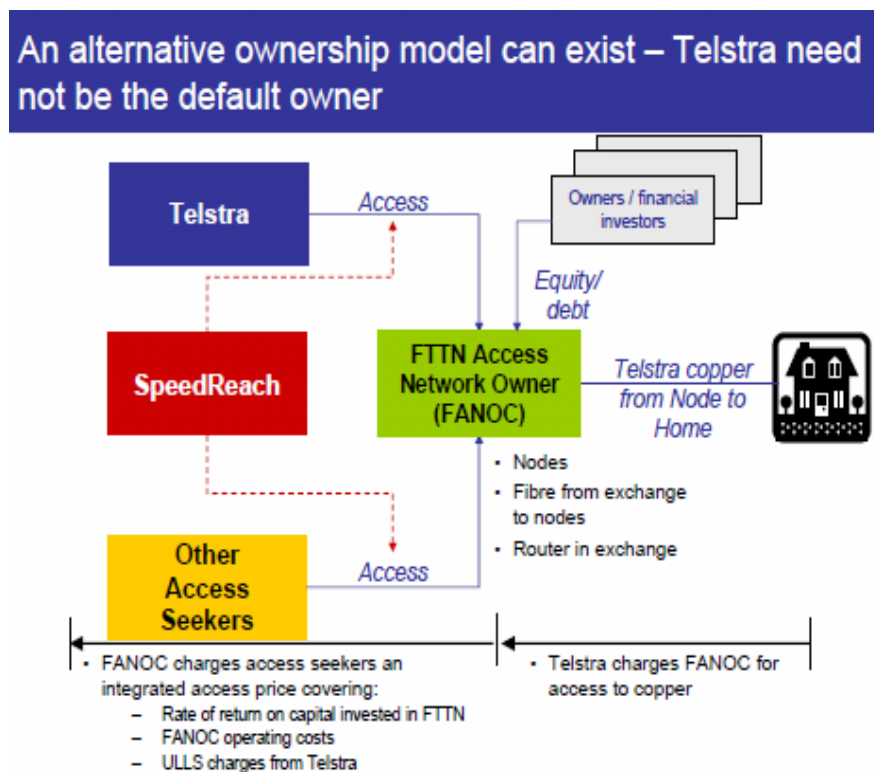 An alternative ownership model can exist – Telstra need
not be the default owner
Telstra
Access
Owners / financial
investors
Equity/
debt
SpeedReach
FTTN Access
Network Owner
(FANOC)
Telstra copper
from Node to
Home
• Nodes
• Fibre from exchange
to nodes
• Router in exchange
Other
Access
Seekers
Access
• FANOC charges access seekers an
integrated access price covering:
– Rate of return on capital invested in FTTN
– FANOC operating costs
– ULLS charges from Telstra
• Telstra charges FANOC for
access to copper